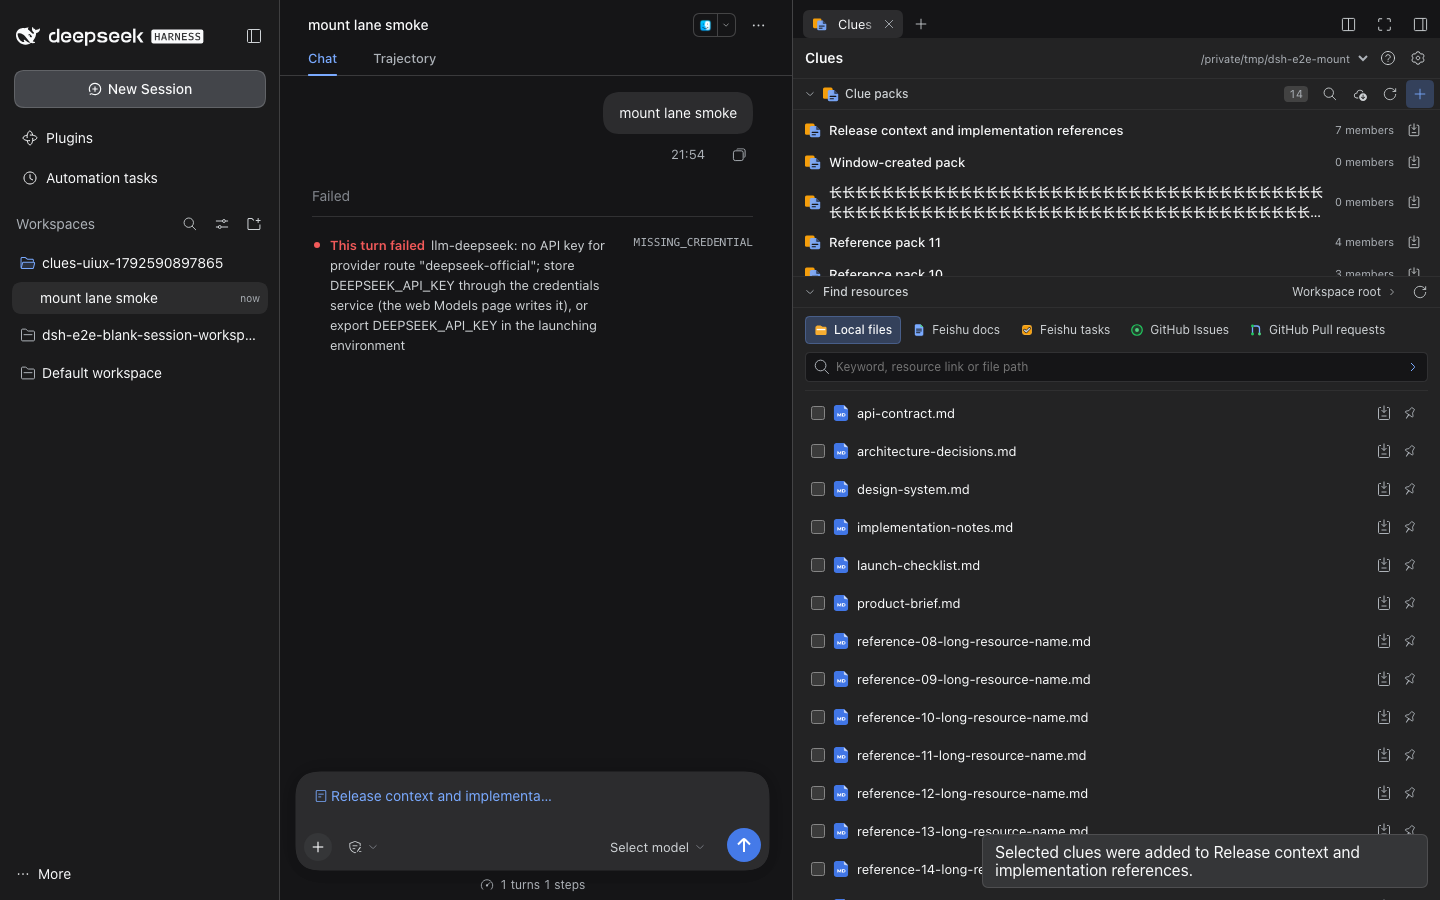 deepseek HARNESS
New Session
Plugins
Automation tasks
Workspaces
clues-uiux-1792590897865
mount lane smoke now
dsh-e2e-blank-session-worksp...
Default workspace
More
mount lane smoke
Chat Trajectory
mount lane smoke
21:54
Failed
This turn failed llm-deepseek: no API key for
provider route "deepseek-official"; store
DEEPSEEK_API_KEY through the credentials
service (the web Models page writes it), or
export DEEPSEEK_API_KEY in the launching
environment
MISSING_CREDENTIAL
Release context and implementa...
Select model
1 turns 1 steps
Clues
Clues
/private/tmp/dsh-e2e-mount
Clue packs 14
Release context and implementation references 7 members
Window-created pack 0 members
0 members
Reference pack 11 4 members
Reference pack 10 3 members
Find resources Workspace root
Local files Feishu docs Feishu tasks GitHub Issues GitHub Pull requests
Keyword, resource link or file path
api-contract.md
architecture-decisions.md
design-system.md
implementation-notes.md
launch-checklist.md
product-brief.md
reference-08-long-resource-name.md
reference-09-long-resource-name.md
reference-10-long-resource-name.md
reference-11-long-resource-name.md
reference-12-long-resource-name.md
reference-13-long-resource-name.md
reference-14-long-re
Selected clues were added to Release context and
implementation references.